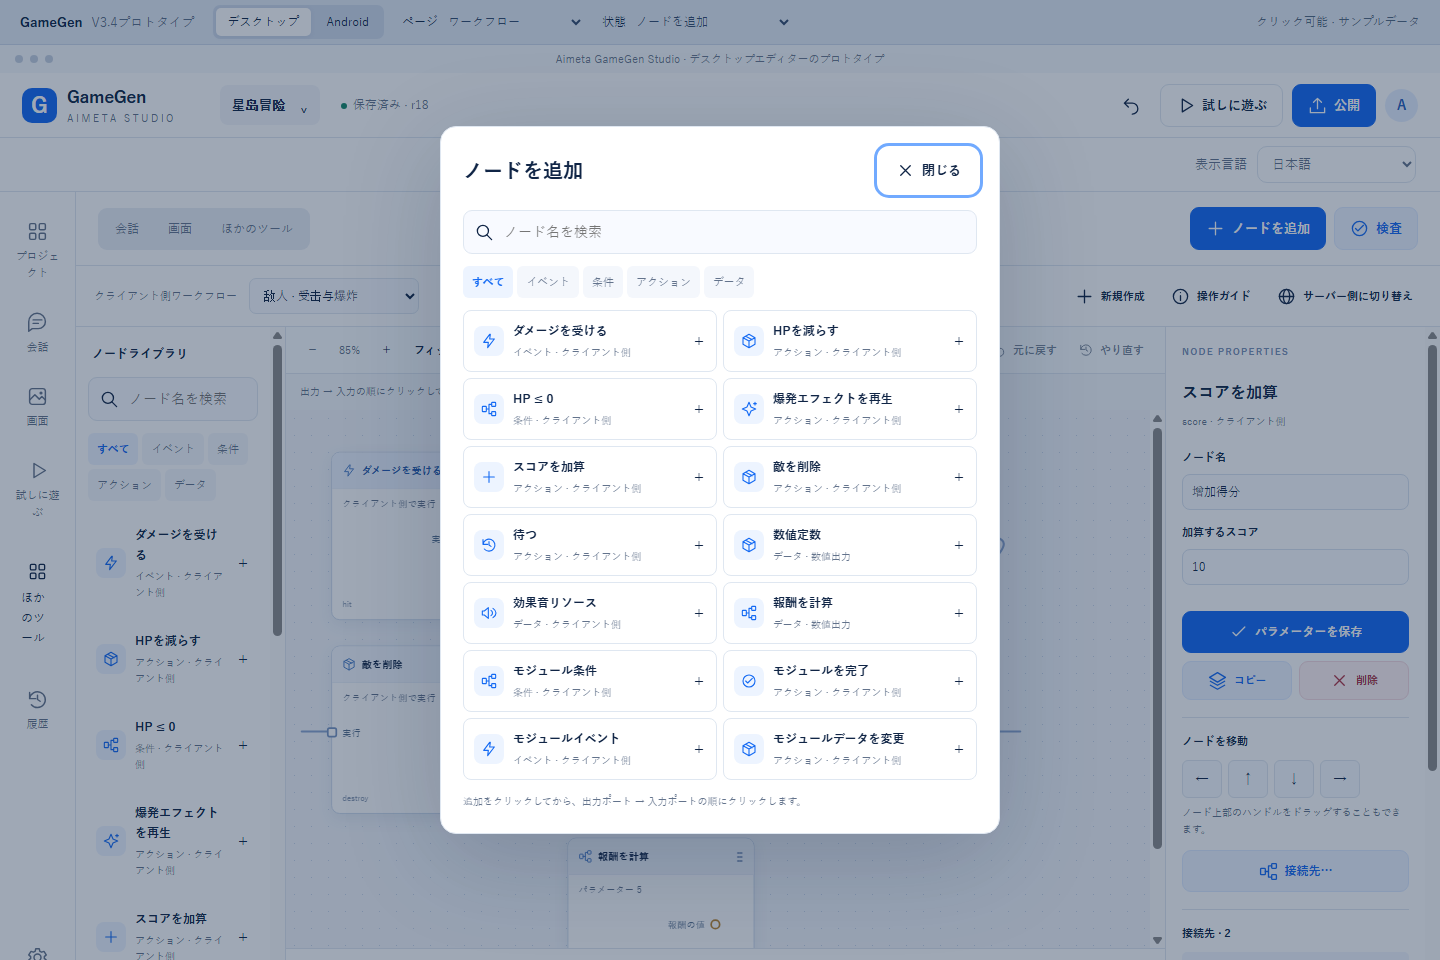 GameGen V3.4プロトタイプ デスクトップ Android ページ ワークフロー 状態 ノードを追加 クリック可能 · サンプルデータ
Aimeta GameGen Studio · デスクトップエディターのプロトタイプ
G GameGen
AIMETA STUDIO
星岛冒险
保存済み · r18
試しに遊ぶ
公開
A
表示言語 日本語
会話 画面 ほかのツール
ノードを追加
検査
クライアント側ワークフロー 敌人 · 受击与爆炸
新規作成
操作ガイド
サーバー側に切り替え
プロジェ
クト
会話
画面
試しに遊
ぶ
ほか
のツ
ール
履歴
ノードライブラリ
ノード名を検索
すべて イベント 条件
アクション データ
ダメージを受け
る
イベント · クライア
ント側
+
HPを減らす
アクション · クライ
アント側
+
HP ≤ 0
条件 · クライアント
側
+
爆発エフェクト
を再生
アクション · クライ
アント側
+
スコアを加算
アクション · クライ
アント側
+
− 85% +
元に戻す
やり直す
ダメージを受ける
クライアント側で実行
hit
敵を削除
クライアント側で実行
実行
destroy
報酬を計算
パラメーター 5
報酬の値
ノードを追加
閉じる
ノード名を検索
すべて イベント 条件 アクション データ
ダメージを受ける
イベント · クライアント側
+
HPを減らす
アクション · クライアント側
+
HP ≤ 0
条件 · クライアント側
+
爆発エフェクトを再生
アクション · クライアント側
+
スコアを加算
アクション · クライアント側
+
敵を削除
アクション · クライアント側
+
待つ
アクション · クライアント側
+
数値定数
データ · 数値出力
+
効果音リソース
データ · クライアント側
+
報酬を計算
データ · 数値出力
+
モジュール条件
条件 · クライアント側
+
モジュールを完了
アクション · クライアント側
+
モジュールイベント
イベント · クライアント側
+
モジュールデータを変更
アクション · クライアント側
+
追加をクリックしてから、出力ポート → 入力ポートの順にクリックします。
NODE PROPERTIES
スコアを加算
score · クライアント側
ノード名
增加得分
加算するスコア
10
パラメーターを保存
コピー
削除
ノードを移動
← ↑ ↓ →
ノード上部のハンドルをドラッグすることもでき
ます。
接続先…
接続先 · 2